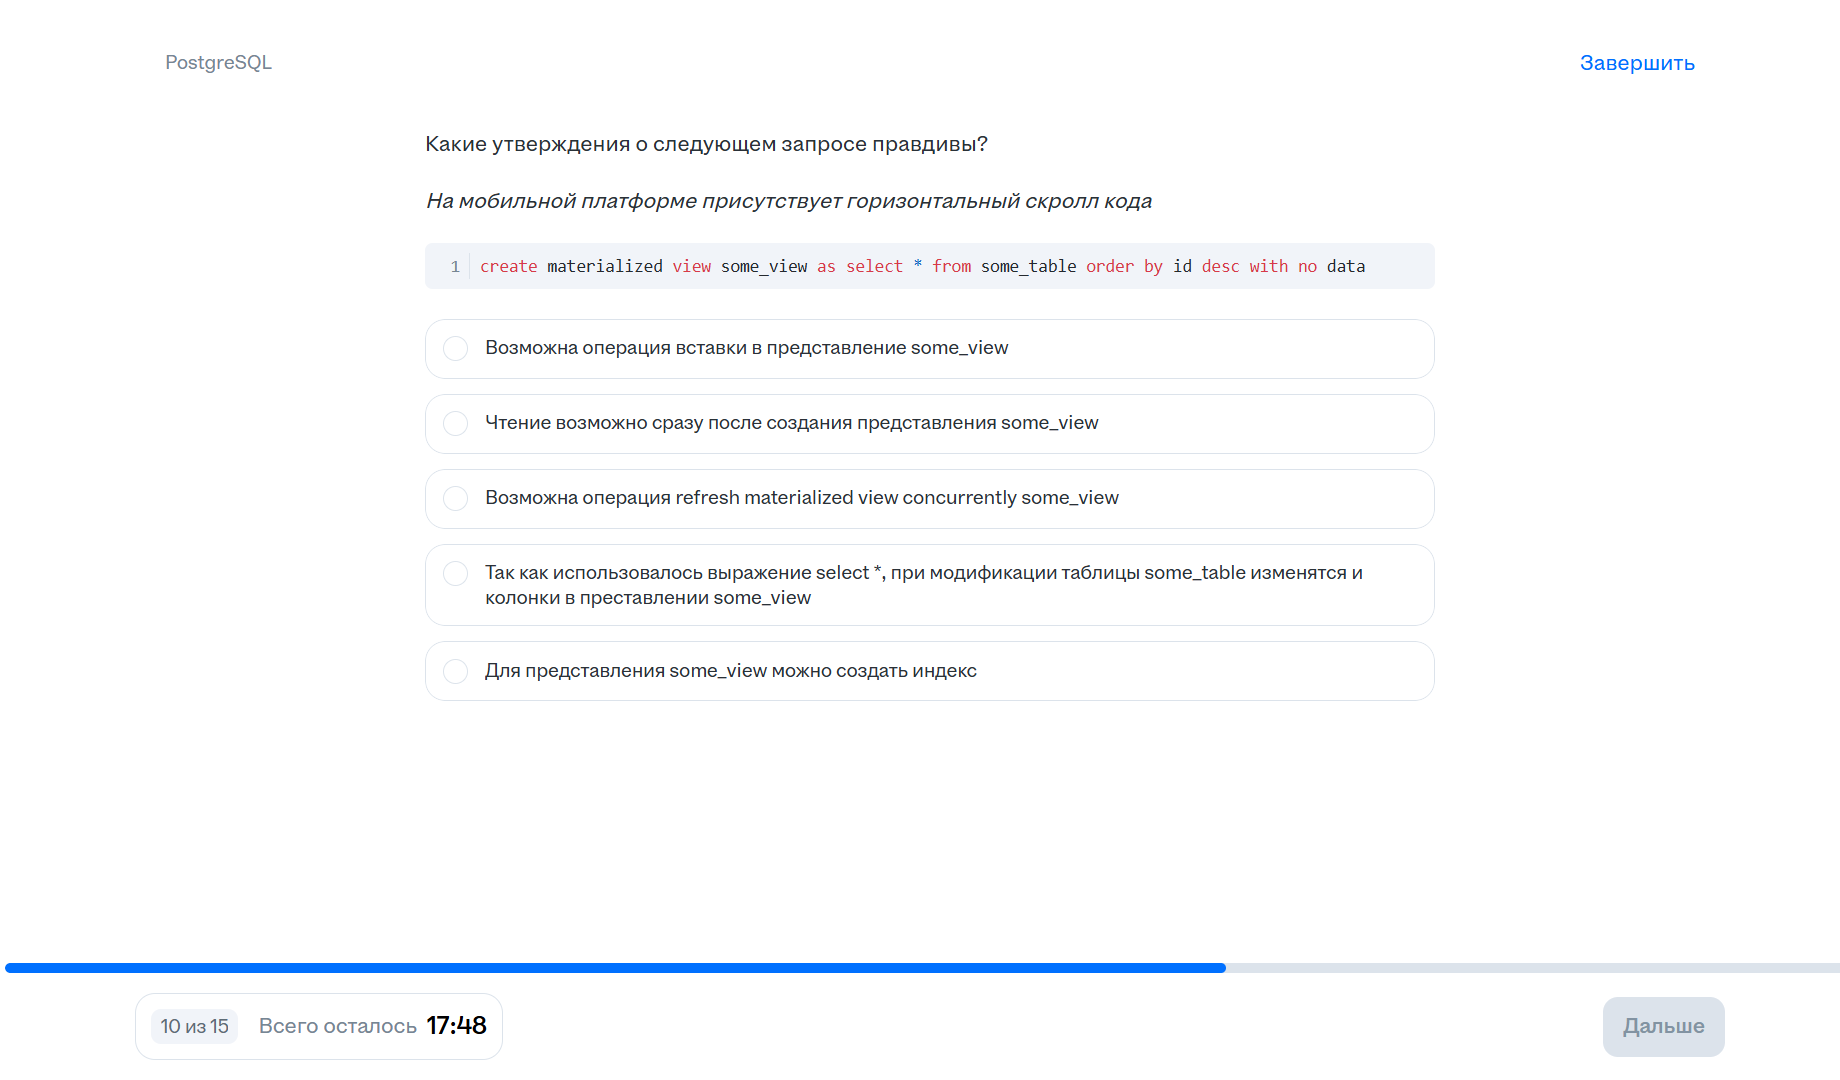 PostgreSQL
Завершить
Какие утверждения о следующем запросе правдивы?
На мобильной платформе присутствует горизонтальный скролл кода
1 create materialized view some_view as select * from some_table order by id desc with no data
Возможна операция вставки в представление some_view
Чтение возможно сразу после создания представления some_view
Возможна операция refresh materialized view concurrently some_view
Так как использовалось выражение select *, при модификации таблицы some_table изменятся и
колонки в преставлении some_view
Для представления some_view можно создать индекс
10 из 15 Всего осталось 17:48
Дальше